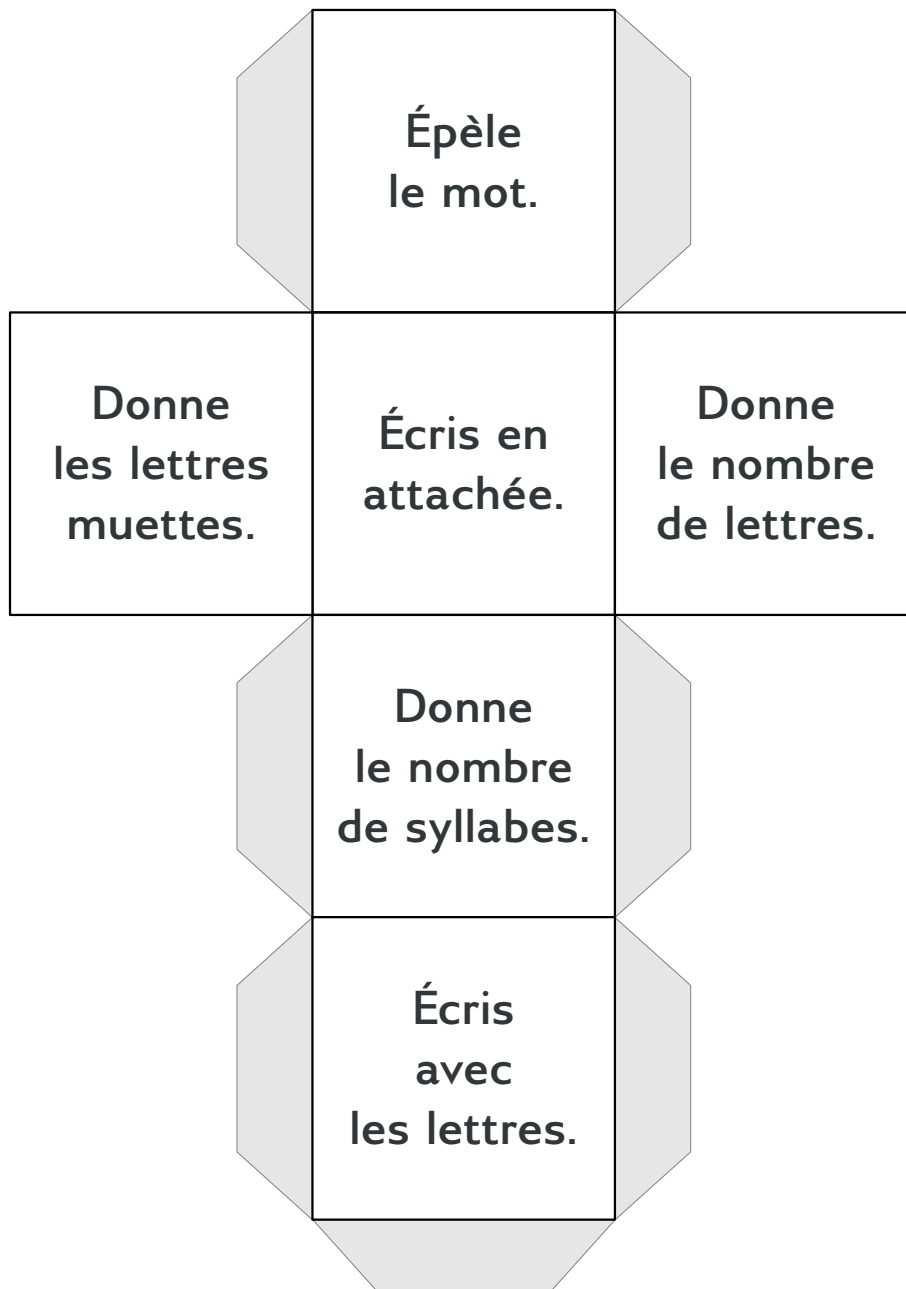 Épèle
le mot.
Donne
les lettres
muettes.
Écris en
attachée.
Donne
le nombre
de lettres.
Donne
le nombre
de syllabes.
Écris
avec
les lettres.